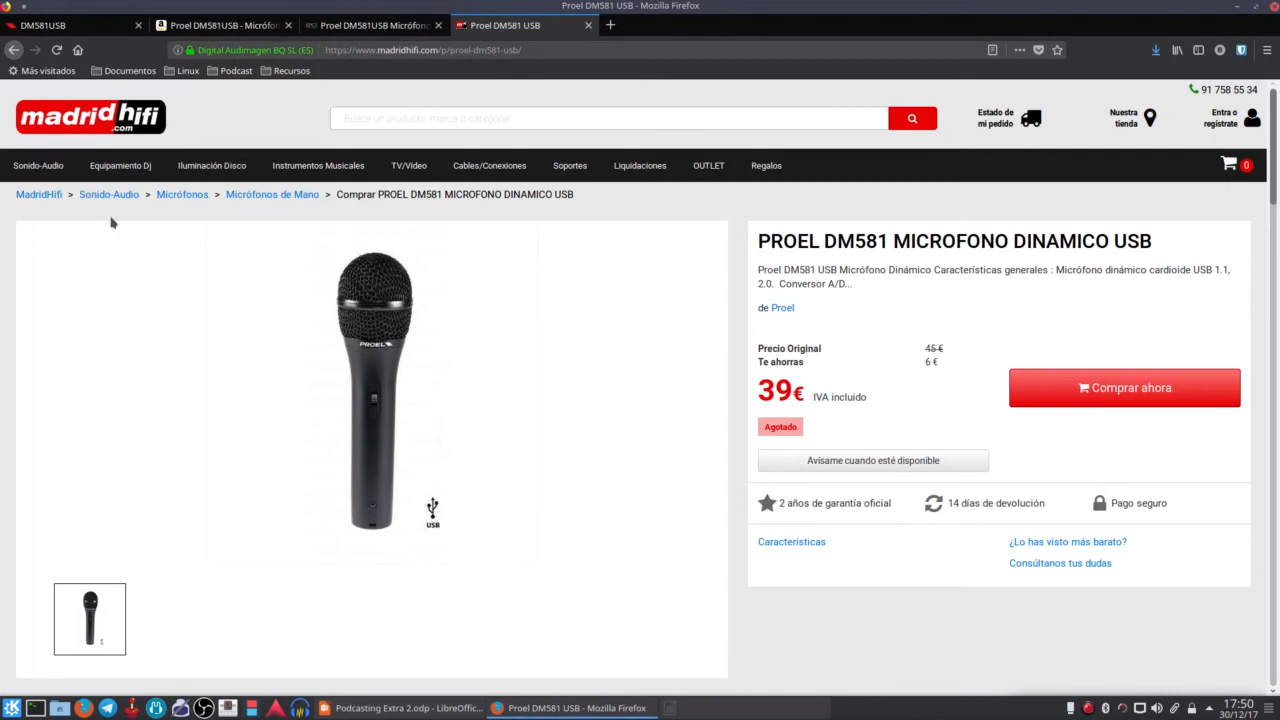 Proel DM581 USB - Mozilla Firefox
DM581USB
Proel DM581USB - Micrófon
Proel DM581USB Micrófono
Proel DM581 USB
Digital Audimagen BQ SL (ES)
https://www.madridhifi.com/p/proel-dm581-usb/
Más visitados
Documentos
Linux
Podcast
Recursos
91 758 55 34
madridhifi
.com
Busca un producto, marca o categoría
Estado de
mi pedido
Nuestra
tienda
Entra o
regístrate
Sonido-Audio
Equipamiento Dj
Iluminación Disco
Instrumentos Musicales
TV/Video
Cables/Conexiones
Soportes
Liquidaciones
OUTLET
Regalos
0
MadridHifi > Sonido-Audio > Micrófonos > Micrófonos de Mano > Comprar PROEL DM581 MICROFONO DINAMICO USB
PROEL
USB
PROEL DM581 MICROFONO DINAMICO USB
Proel DM581 USB Micrófono Dinámico Características generales : Micrófono dinámico cardioide USB 1.1,
2.0. Conversor A/D...
de Proel
Precio Original 45 €
Te ahorras 6 €
39€ IVA incluido
Comprar ahora
Agotado
Avísame cuando esté disponible
2 años de garantía oficial
14 días de devolución
Pago seguro
Características
¿Lo has visto más barato?
Consúltanos tus dudas
Podcasting Extra 2.odp - LibreOffic...
Proel DM581 USB - Mozilla Firefox
17:50
30/12/17